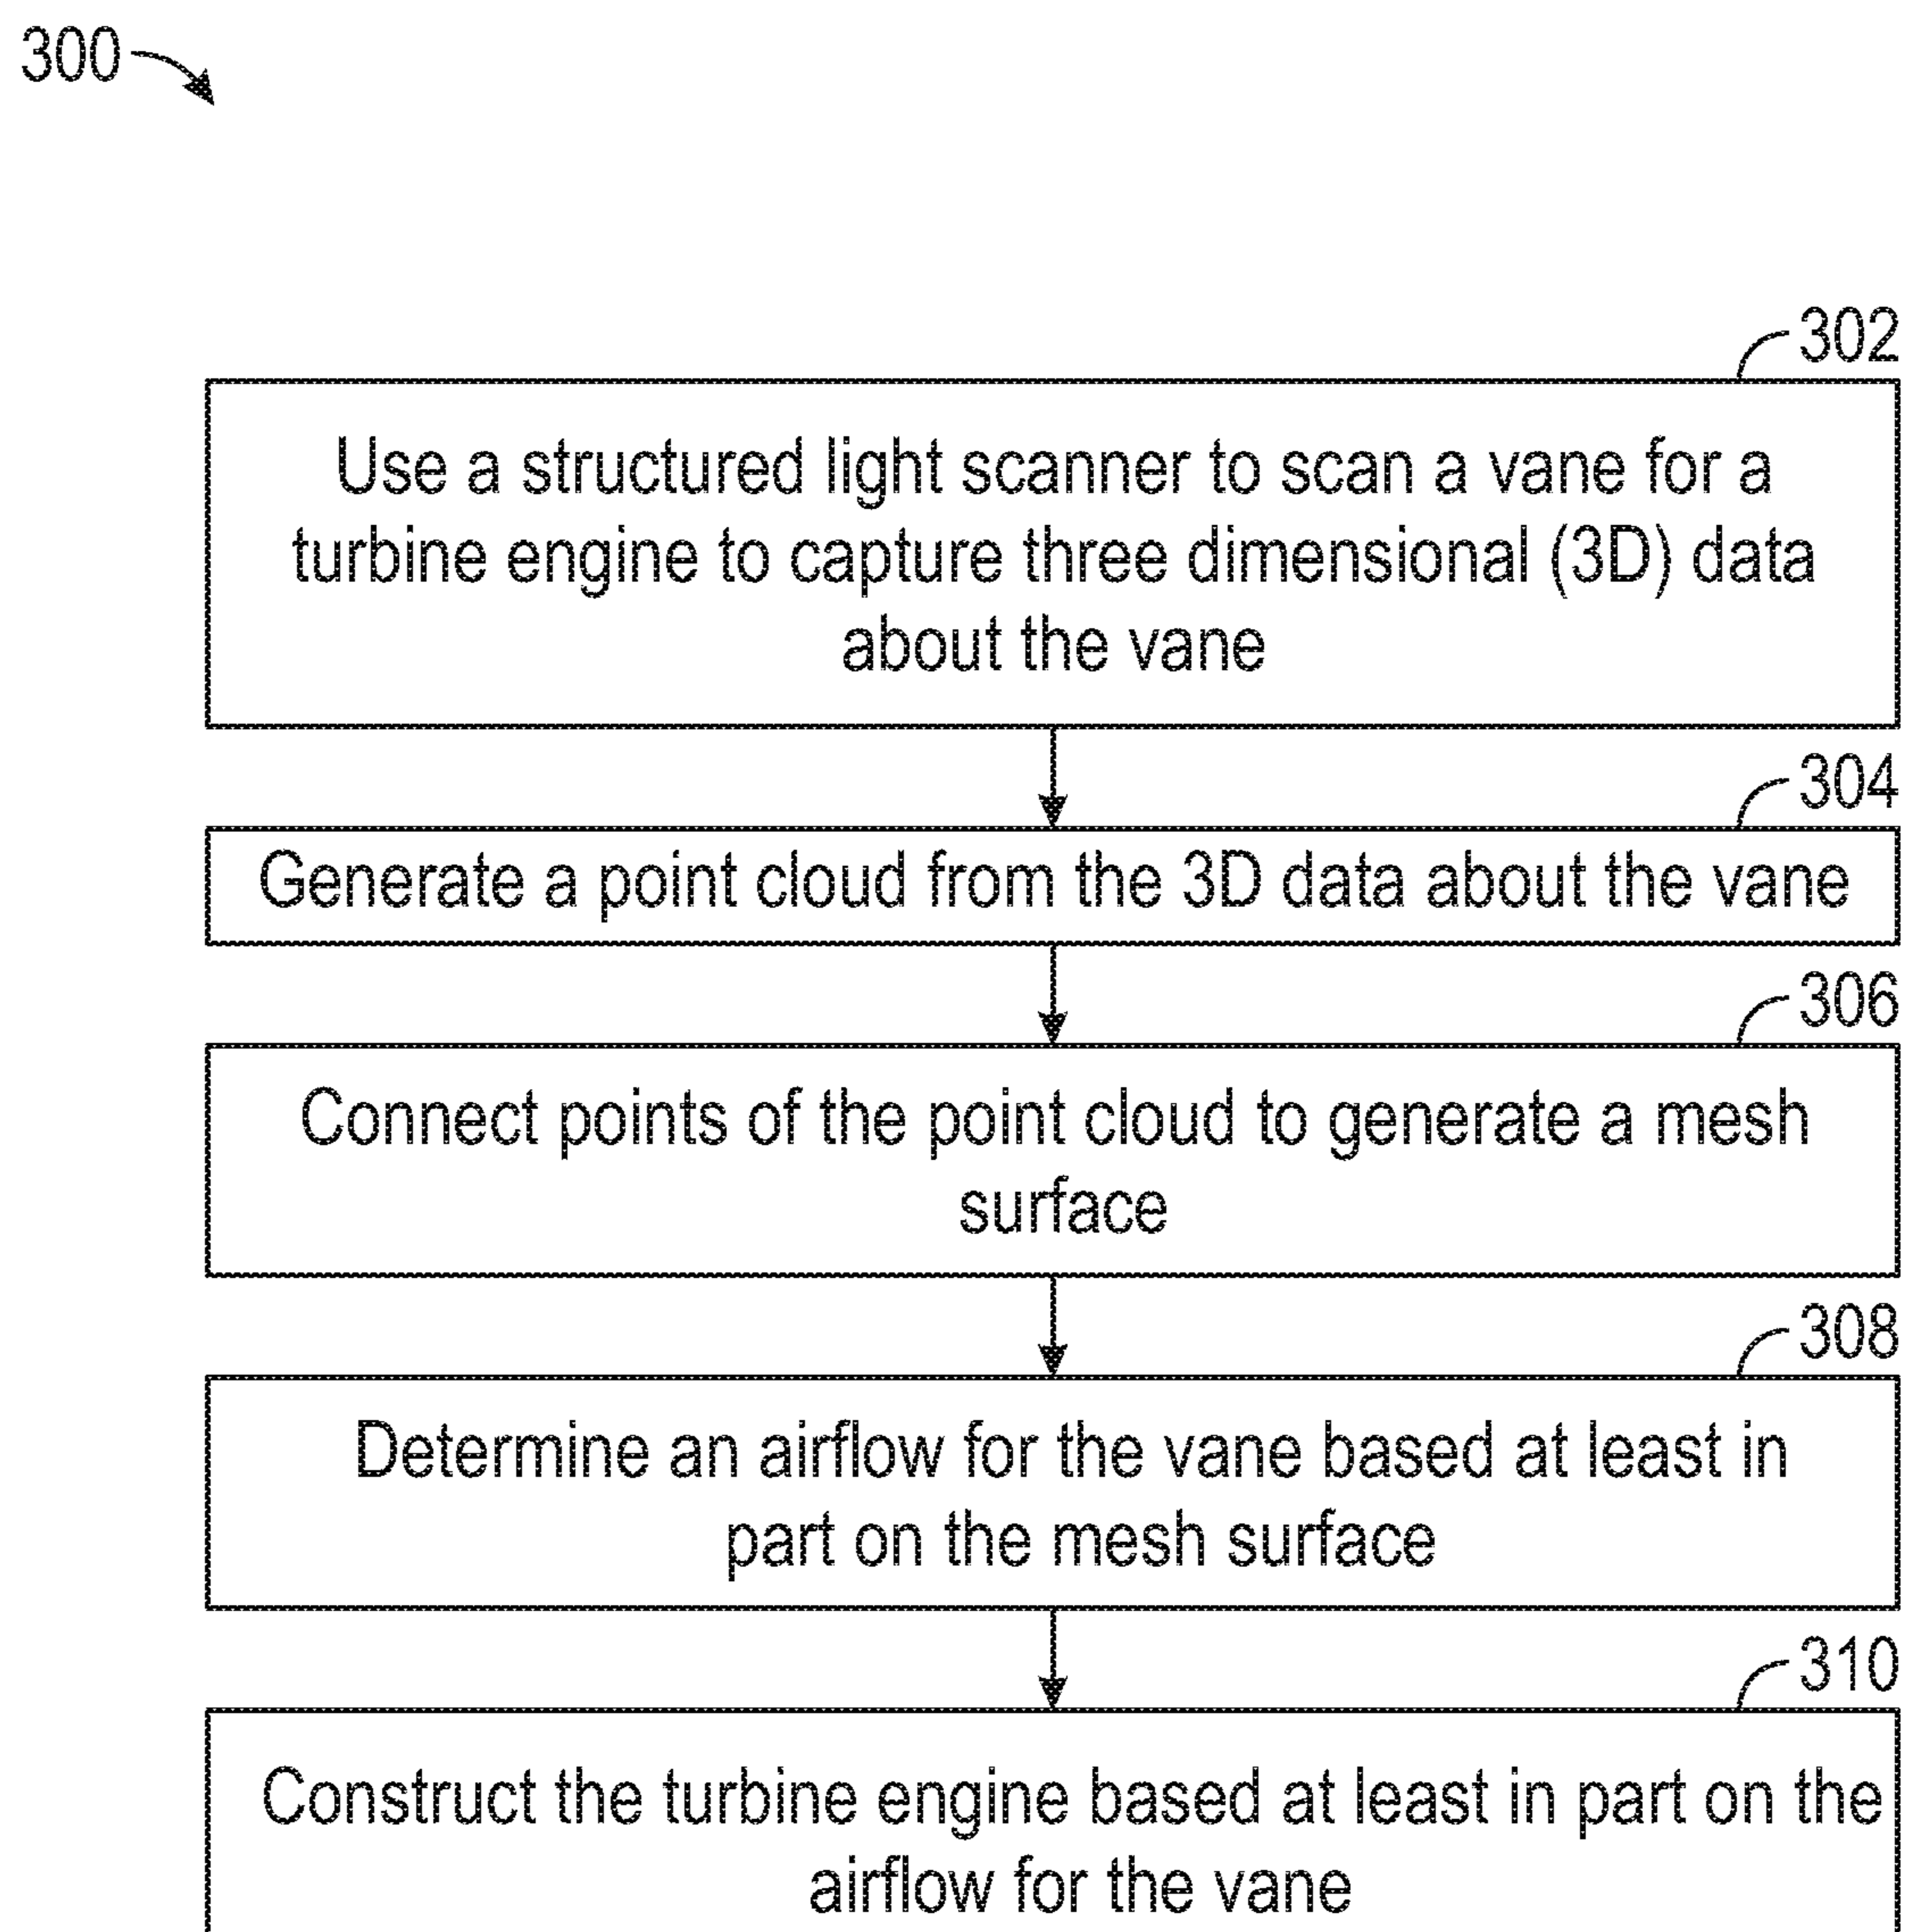 300
302
Use a structured light scanner to scan a vane for a
turbine engine to capture three dimensional (3D) data
about the vane
304
Generate a point cloud from the 3D data about the vane
306
Connect points of the point cloud to generate a mesh
surface
308
Determine an airflow for the vane based at least in
part on the mesh surface
310
Construct the turbine engine based at least in part on the
airflow for the vane